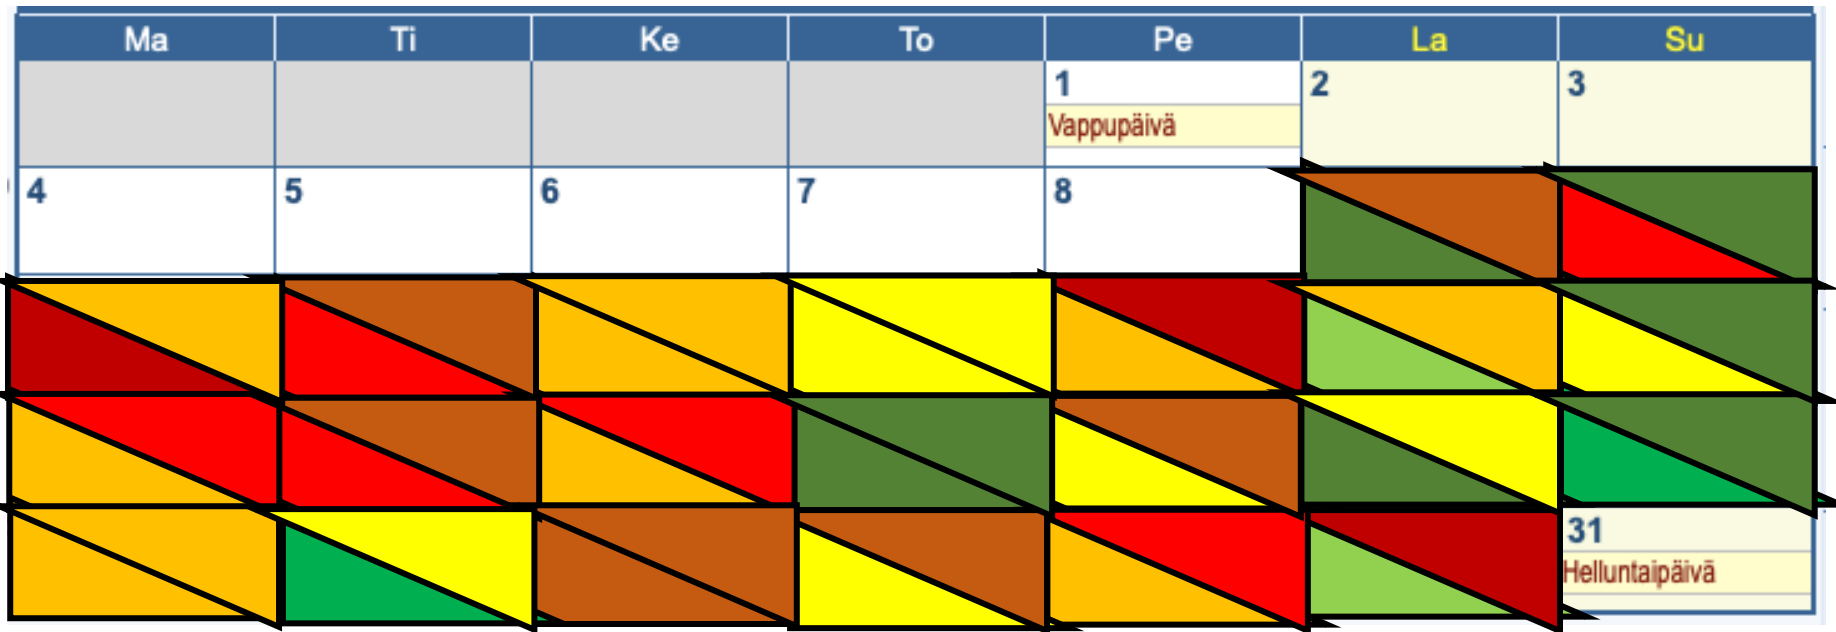 Ma Ti Ke To Pe La Su
1 2 3
Vappupäivä
4 5 6 7 8
31
Helluntaipäivä